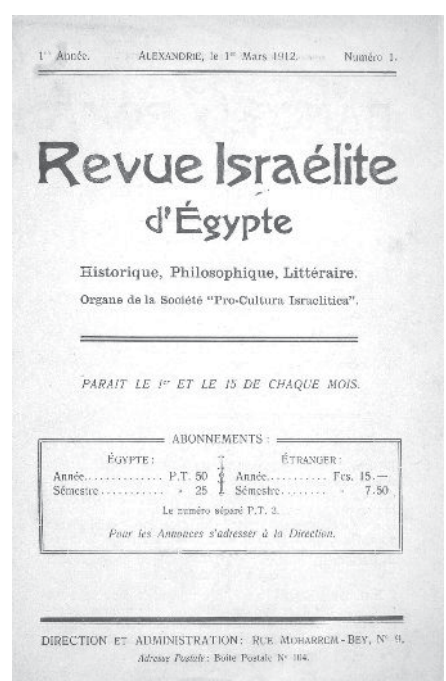 1re Année. ALEXANDRIE, le 1er Mars 1912. Numéro 1.
Revue Israélite
d'Égypte
Historique, Philosophique, Littéraire.
Organe de la Société "Pro-Cultura Israelitica".
PARAIT LE 1er ET LE 15 DE CHAQUE MOIS.
ABONNEMENTS :
ÉGYPTE : ÉTRANGER :
Année.............. P.T. 50 Année........... Fcs. 15.—
Sémestre........... » 25 Sémestre........ » 7.50
Le numéro séparé P.T. 3.
Pour les Annonces s'adresser à la Direction.
DIRECTION ET ADMINISTRATION: RUE MOHARREM-BEY, No 9.
Adresse Postale: Boite Postale No 104.